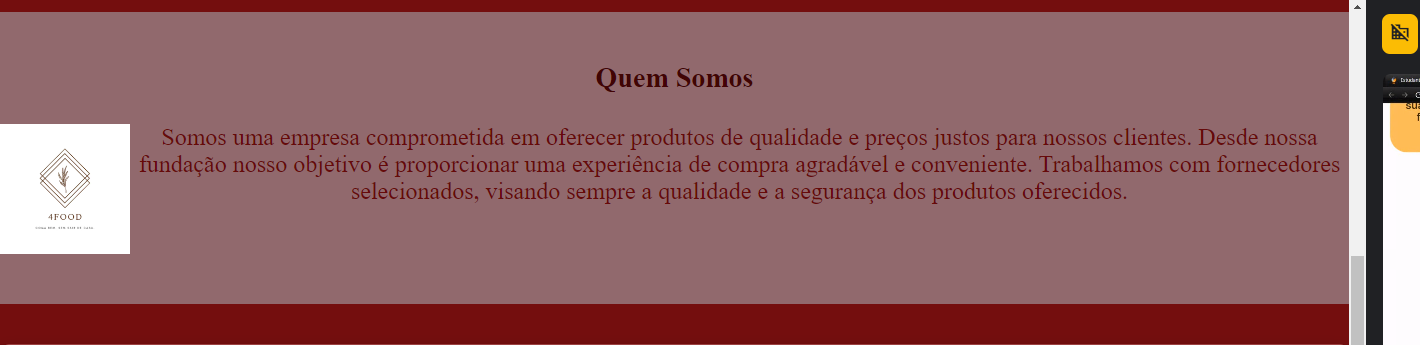 Quem Somos
Somos uma empresa comprometida em oferecer produtos de qualidade e preços justos para nossos clientes. Desde nossa
fundação nosso objetivo é proporcionar uma experiência de compra agradável e conveniente. Trabalhamos com fornecedores
selecionados, visando sempre a qualidade e a segurança dos produtos oferecidos.
4FOOD